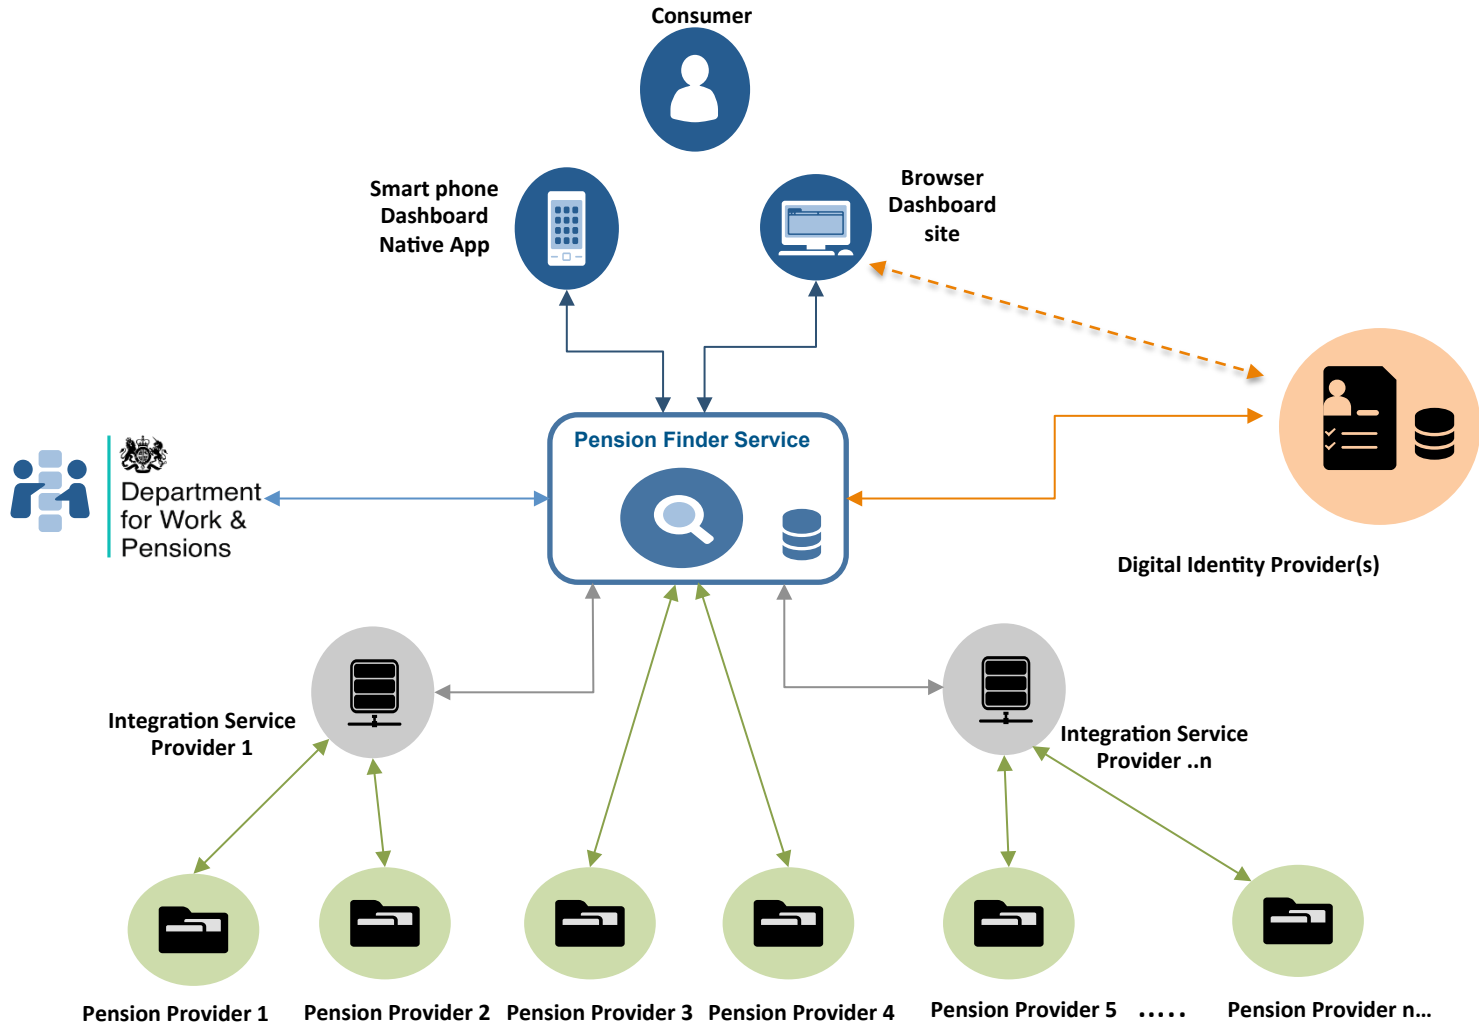 Consumer
Smart phone
Dashboard
Native App
Browser
Dashboard
site
Pension Finder Service
Department
for Work &
Pensions
Digital Identity Provider(s)
Integration Service
Provider 1
Integration Service
Provider ..n
Pension Provider 1
Pension Provider 2
Pension Provider 3
Pension Provider 4
Pension Provider 5
.....
Pension Provider n...